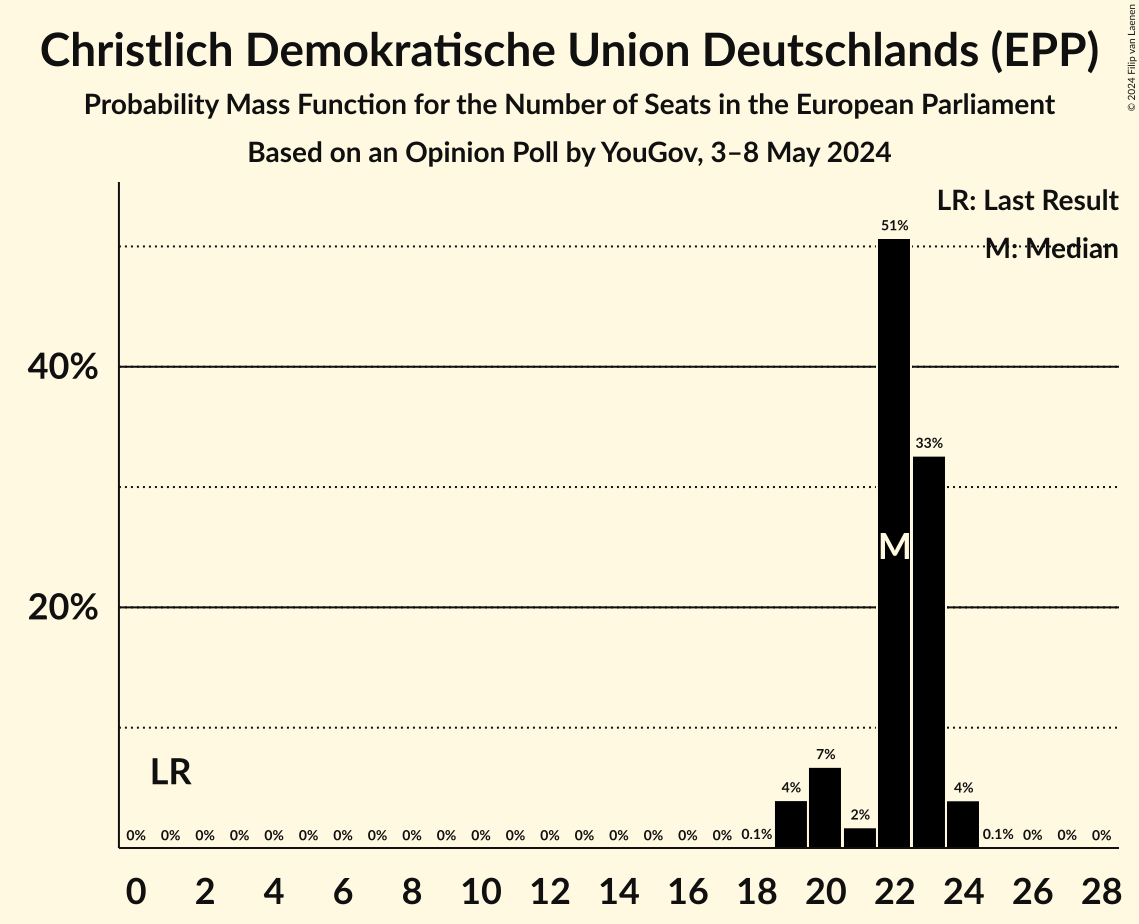 Christlich Demokratische Union Deutschlands (EPP)
Probability Mass Function for the Number of Seats in the European Parliament
Based on an Opinion Poll by YouGov, 3–8 May 2024
© 2024 Filip van Laenen
LR: Last Result
M: Median
51%
40%
33%
M
20%
LR
7%
4%
2%
4%
0% 0% 0% 0% 0% 0% 0% 0% 0% 0% 0% 0% 0% 0% 0% 0% 0% 0% 0.1% 0.1% 0% 0% 0%
0 2 4 6 8 10 12 14 16 18 20 22 24 26 28